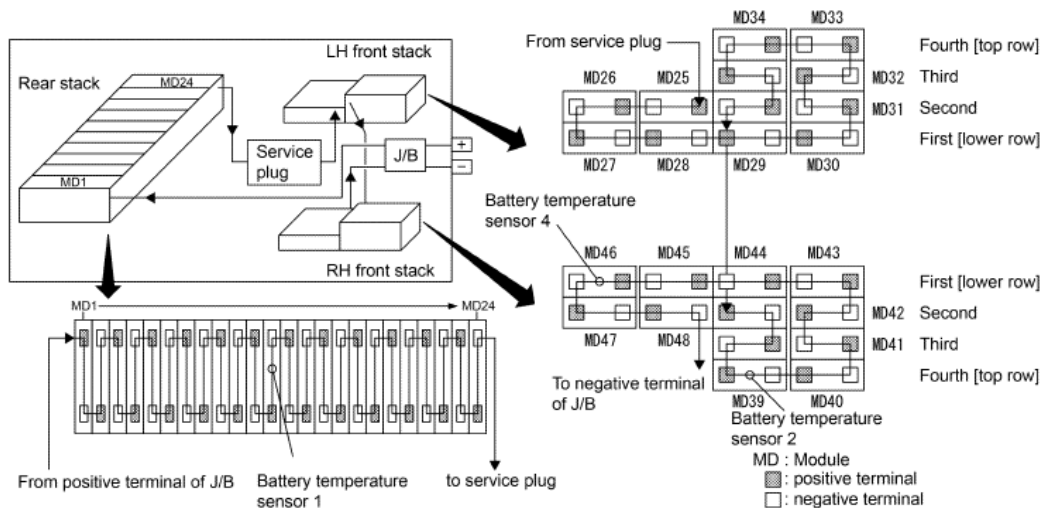 LH front stack
Rear stack
MD24
Service
plug
J/B
+
−
MD1
RH front stack
MD1
MD24
From positive terminal of J/B
Battery temperature
sensor 1
to service plug
From service plug
MD34
MD33
Fourth [top row]
MD26
MD25
MD32
Third
MD31
Second
First [lower row]
MD27
MD28
MD29
MD30
Battery temperature
sensor 4
MD46
MD45
MD44
MD43
First [lower row]
MD42
Second
MD47
MD48
MD41
Third
To negative terminal
of J/B
Fourth [top row]
MD39
MD40
Battery temperature
sensor 2
MD : Module
: positive terminal
: negative terminal